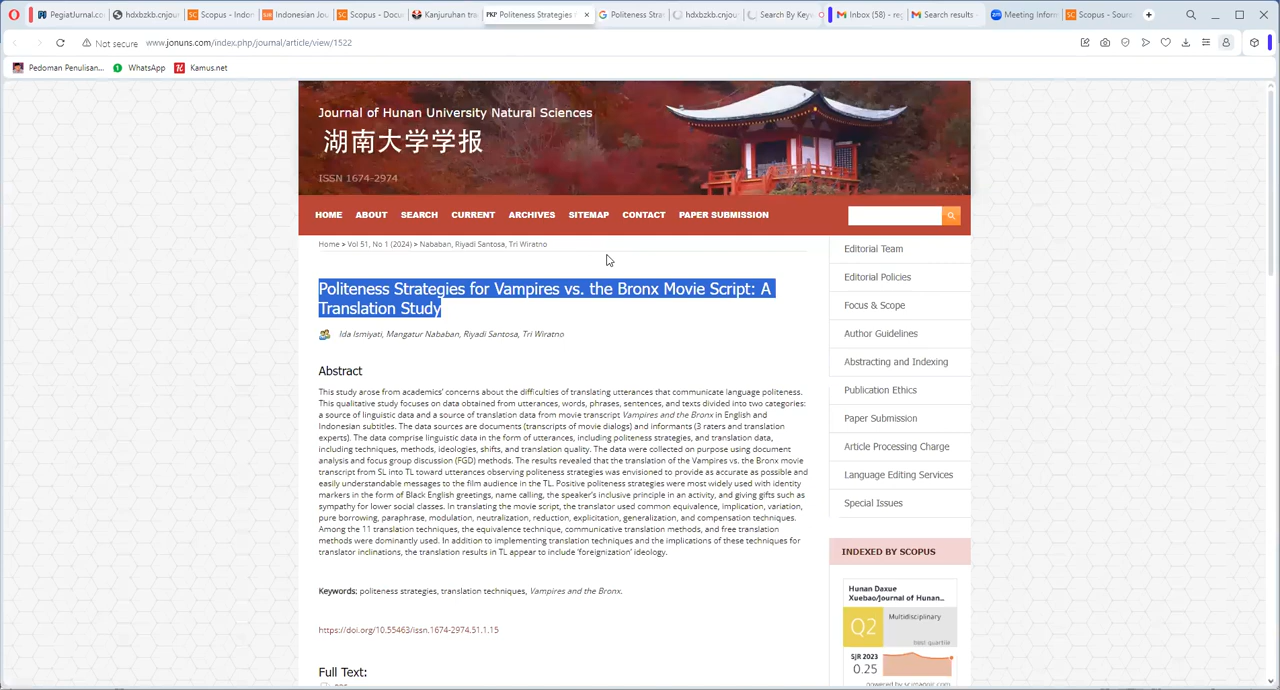 PegiatJurnal.co
hdxbzkb.cnjou
Scopus - Indon
Indonesian Jou
Scopus - Docu
Kanjuruhan tra
PKP Politeness Strategies
Politeness Stra
hdxbzkb.cnjou
Search By Keyw
Inbox (58) - reg
Search results -
Meeting Inform
Scopus - Sourc
Not secure www.jonuns.com/index.php/journal/article/view/1522
Pedoman Penulisan... WhatsApp Kamus.net
Journal of Hunan University Natural Sciences
湖南大学学报
ISSN 1674-2974
HOME ABOUT SEARCH CURRENT ARCHIVES SITEMAP CONTACT PAPER SUBMISSION
Home > Vol 51, No 1 (2024) > Nababan, Riyadi Santosa, Tri Wiratno
Politeness Strategies for Vampires vs. the Bronx Movie Script: A
Translation Study
Ida Ismiyati, Mangatur Nababan, Riyadi Santosa, Tri Wiratno
Abstract
This study arose from academics' concerns about the difficulties of translating utterances that communicate language politeness.
This qualitative study focuses on data obtained from utterances, words, phrases, sentences, and texts divided into two categories:
a source of linguistic data and a source of translation data from movie transcript Vampires and the Bronx in English and
Indonesian subtitles. The data sources are documents (transcripts of movie dialogs) and informants (3 raters and translation
experts). The data comprise linguistic data in the form of utterances, including politeness strategies, and translation data,
including techniques, methods, ideologies, shifts, and translation quality. The data were collected on purpose using document
analysis and focus group discussion (FGD) methods. The results revealed that the translation of the Vampires vs. the Bronx movie
transcript from SL into TL toward utterances observing politeness strategies was envisioned to provide as accurate as possible and
easily understandable messages to the film audience in the TL. Positive politeness strategies were most widely used with identity
markers in the form of Black English greetings, name calling, the speaker's inclusive principle in an activity, and giving gifts such as
sympathy for lower social classes. In translating the movie script, the translator used common equivalence, implication, variation,
pure borrowing, paraphrase, modulation, neutralization, reduction, explicitation, generalization, and compensation techniques.
Among the 11 translation techniques, the equivalence technique, communicative translation methods, and free translation
methods were dominantly used. In addition to implementing translation techniques and the implications of these techniques for
translator inclinations, the translation results in TL appear to include 'foreignization' ideology.
Keywords: politeness strategies, translation techniques, Vampires and the Bronx.
https://doi.org/10.55463/issn.1674-2974.51.1.15
Full Text:
Editorial Team
Editorial Policies
Focus & Scope
Author Guidelines
Abstracting and Indexing
Publication Ethics
Paper Submission
Article Processing Charge
Language Editing Services
Special Issues
INDEXED BY SCOPUS
Hunan Daxue
Xuebao/Journal of Hunan...
Q2 Multidisciplinary
best quartile
SJR 2023
0.25
powered by scimagojr.com